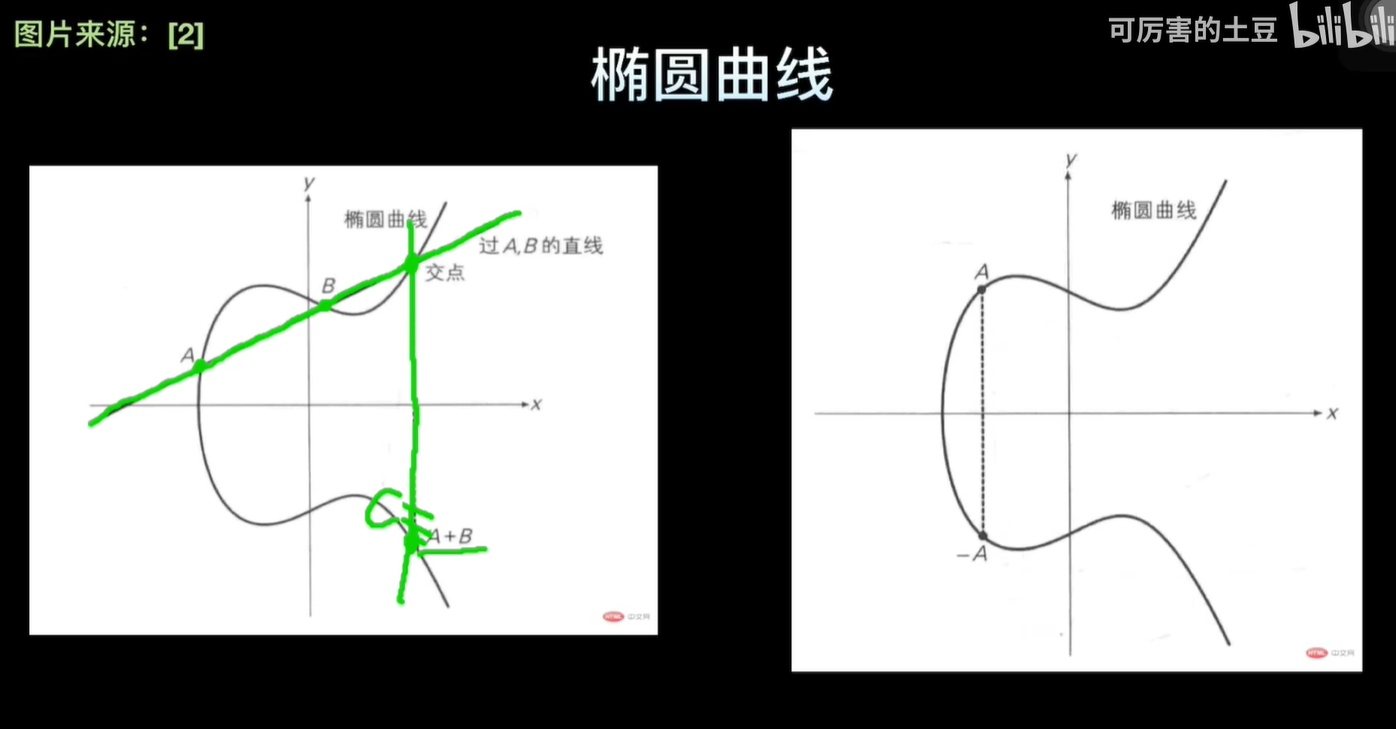 图片来源：[2]
可厉害的土豆 bilibili
椭圆曲线
y
椭圆曲线
过A,B的直线
交点
B
A
x
A+B
HTML 中文网
y
椭圆曲线
A
x
-A
HTML 中文网